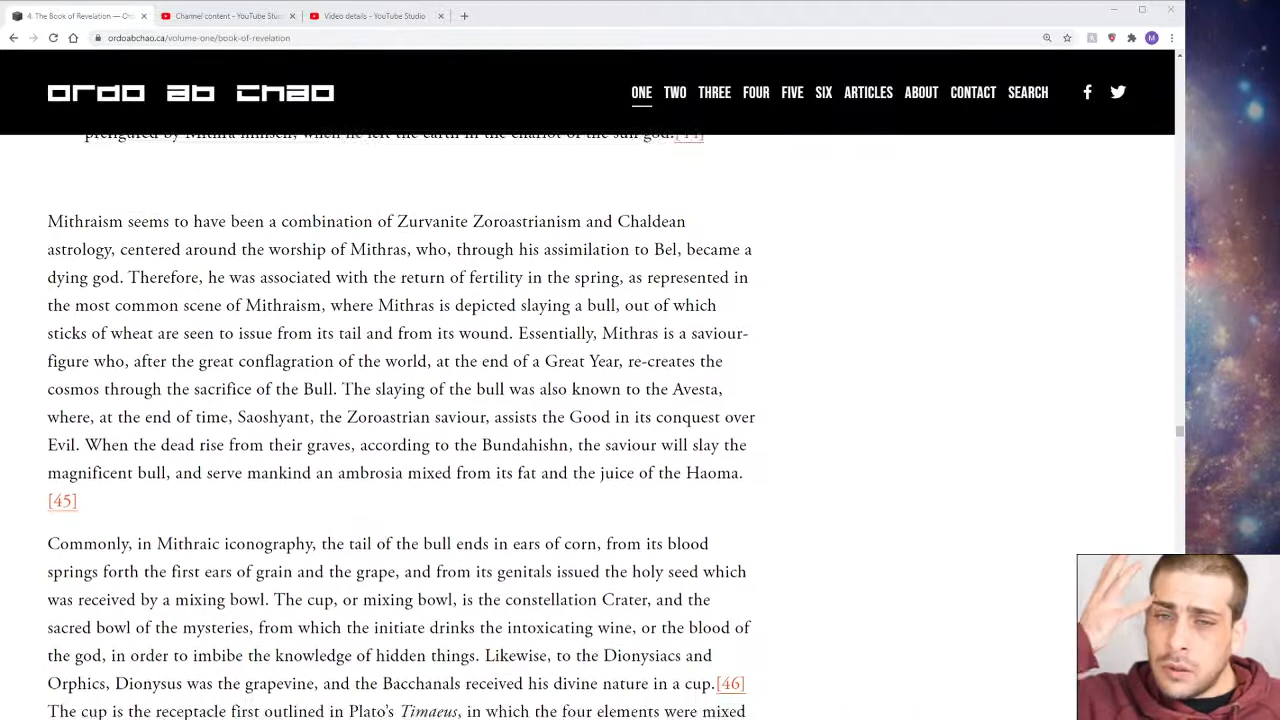 4. The Book of Revelation — Or
Channel content - YouTube Stu
Video details - YouTube Studio
ordoabchao.ca/volume-one/book-of-revelation
ordo ab chao
ONE TWO THREE FOUR FIVE SIX ARTICLES ABOUT CONTACT SEARCH
prefigured by Mithra himself, when he left the earth in the chariot of the sun god.[44]
Mithraism seems to have been a combination of Zurvanite Zoroastrianism and Chaldean
astrology, centered around the worship of Mithras, who, through his assimilation to Bel, became a
dying god. Therefore, he was associated with the return of fertility in the spring, as represented in
the most common scene of Mithraism, where Mithras is depicted slaying a bull, out of which
sticks of wheat are seen to issue from its tail and from its wound. Essentially, Mithras is a saviour-
figure who, after the great conflagration of the world, at the end of a Great Year, re-creates the
cosmos through the sacrifice of the Bull. The slaying of the bull was also known to the Avesta,
where, at the end of time, Saoshyant, the Zoroastrian saviour, assists the Good in its conquest over
Evil. When the dead rise from their graves, according to the Bundahishn, the saviour will slay the
magnificent bull, and serve mankind an ambrosia mixed from its fat and the juice of the Haoma.
[45]
Commonly, in Mithraic iconography, the tail of the bull ends in ears of corn, from its blood
springs forth the first ears of grain and the grape, and from its genitals issued the holy seed which
was received by a mixing bowl. The cup, or mixing bowl, is the constellation Crater, and the
sacred bowl of the mysteries, from which the initiate drinks the intoxicating wine, or the blood of
the god, in order to imbibe the knowledge of hidden things. Likewise, to the Dionysiacs and
Orphics, Dionysus was the grapevine, and the Bacchanals received his divine nature in a cup.[46]
The cup is the receptacle first outlined in Plato's Timaeus, in which the four elements were mixed